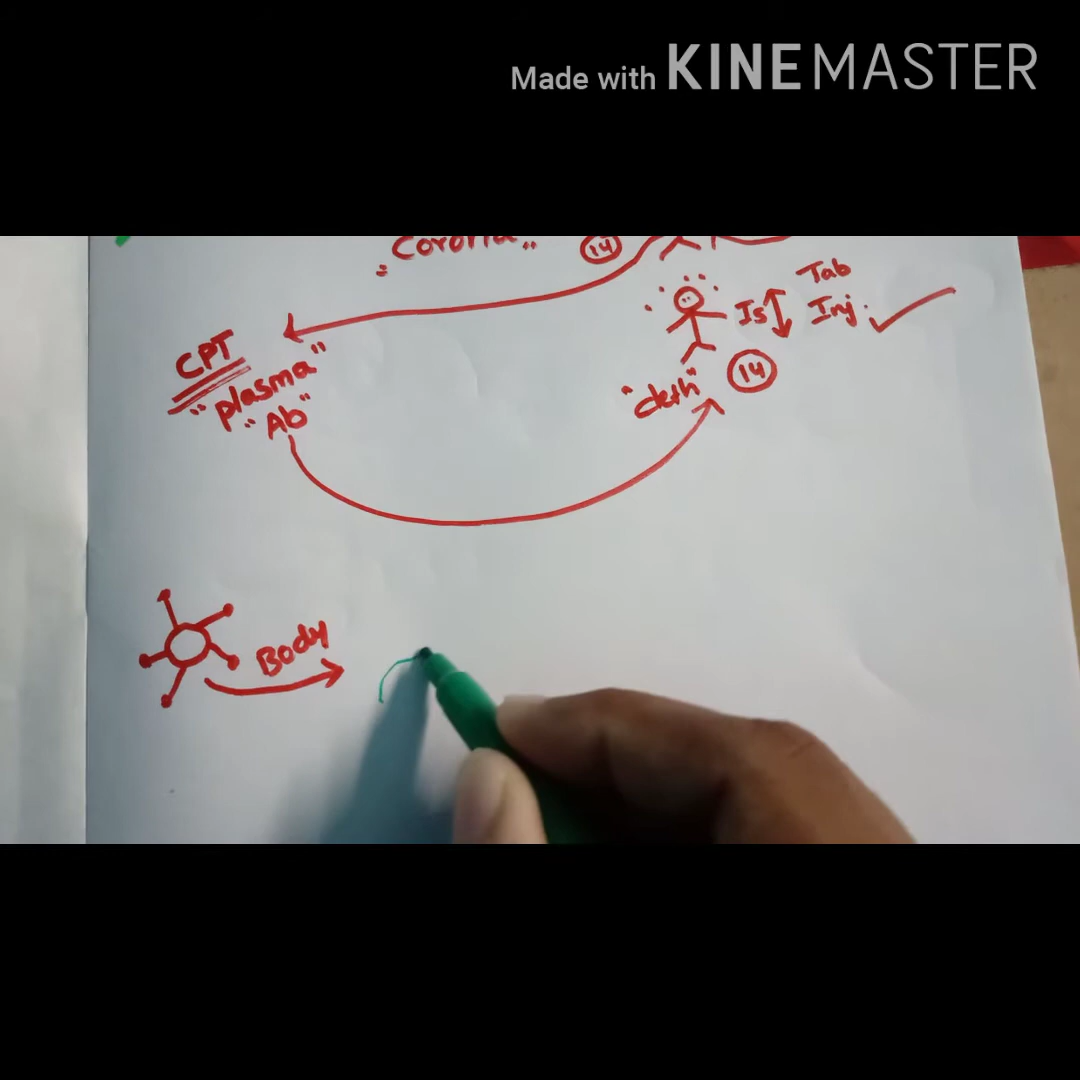 Made with KINEMASTER
"Corona" 14
Tab
Is Inj.
CPT
"plasma"
"Ab"
"deth" 14
Body